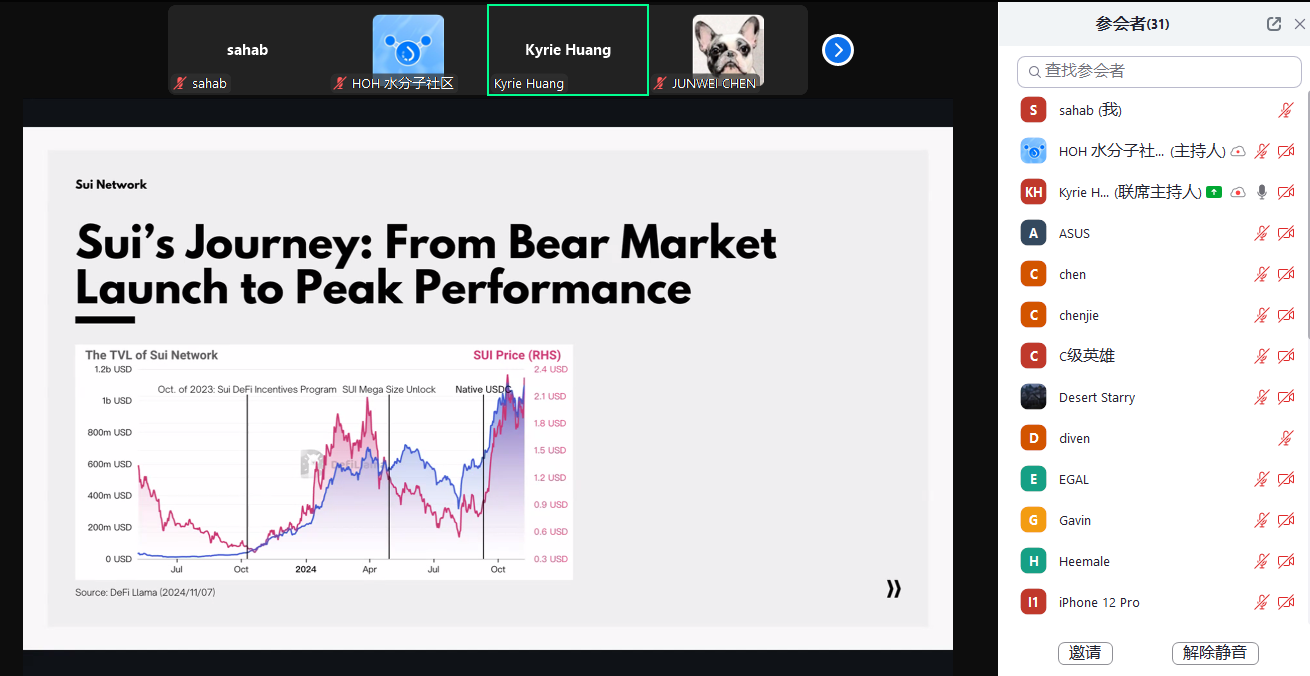 sahab
sahab
HOH 水分子社区
Kyrie Huang
Kyrie Huang
JUNWEI CHEN
Sui Network
Sui's Journey: From Bear Market
Launch to Peak Performance
The TVL of Sui Network
SUI Price (RHS)
1.2b USD
2.4 USD
Oct. of 2023: Sui DeFi Incentives Program
SUI Mega Size Unlock
Native USDC
1b USD
2.1 USD
800m USD
1.8 USD
600m USD
1.5 USD
1.2 USD
400m USD
0.9 USD
200m USD
0.6 USD
0 USD
0.3 USD
Jul
Oct
2024
Apr
Jul
Oct
Source: DeFi Llama (2024/11/07)
参会者(31)
查找参会者
S
sahab (我)
HOH 水分子社... (主持人)
KH
Kyrie H... (联席主持人)
A
ASUS
C
chen
C
chenjie
C
C级英雄
Desert Starry
D
diven
E
EGAL
G
Gavin
H
Heemale
I1
iPhone 12 Pro
邀请
解除静音